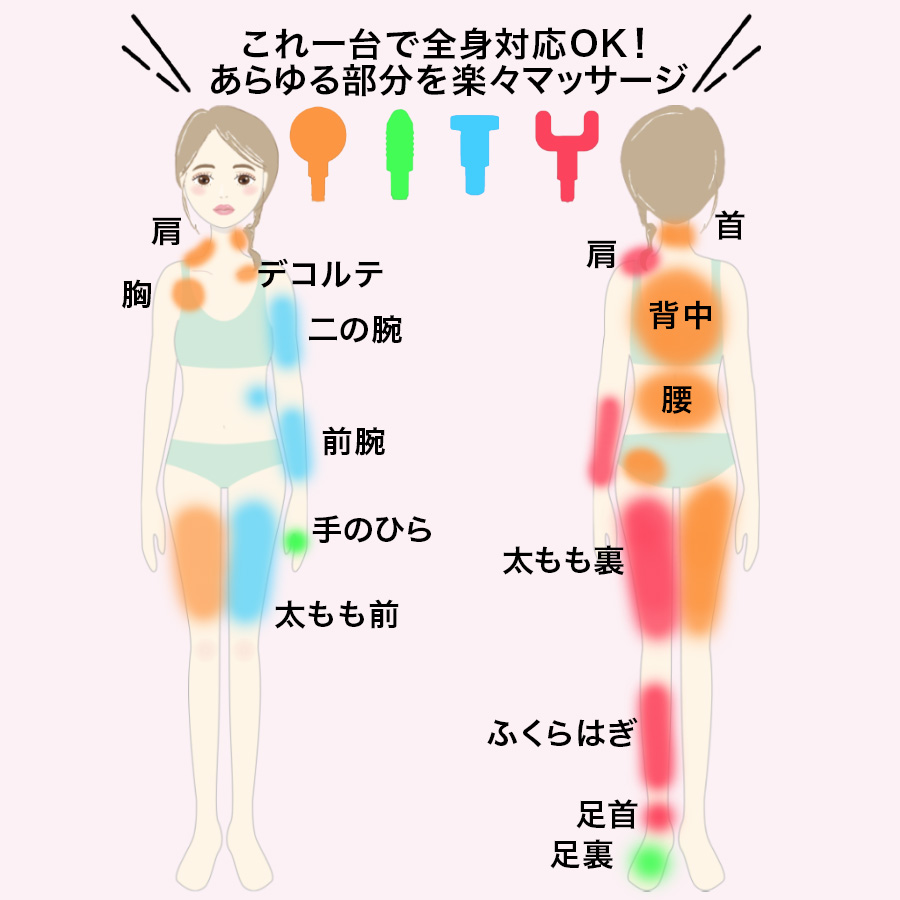 これ一台で全身対応OK！
あらゆる部分を楽々マッサージ
肩
胸
デコルテ
二の腕
前腕
手のひら
太もも前
首
肩
背中
腰
太もも裏
ふくらはぎ
足首
足裏